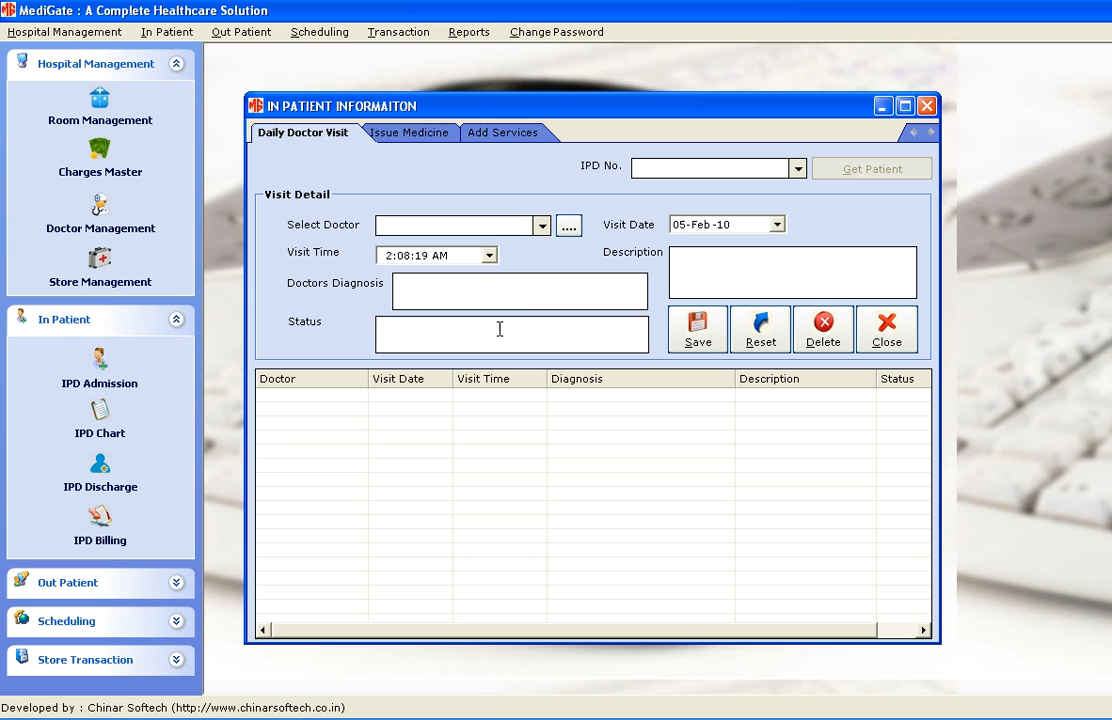 MediGate : A Complete Healthcare Solution
Hospital Management In Patient Out Patient Scheduling Transaction Reports Change Password
Hospital Management
Room Management
Charges Master
Doctor Management
Store Management
In Patient
IPD Admission
IPD Chart
IPD Discharge
IPD Billing
Out Patient
Scheduling
Store Transaction
MG IN PATIENT INFORMAITON
Daily Doctor Visit Issue Medicine Add Services
IPD No. Get Patient
Visit Detail
Select Doctor .... Visit Date 05-Feb-10
Visit Time 2:08:19 AM Description
Doctors Diagnosis
Status
Save Reset Delete Close
Doctor Visit Date Visit Time Diagnosis Description Status
Developed by : Chinar Softech (http://www.chinarsoftech.co.in)